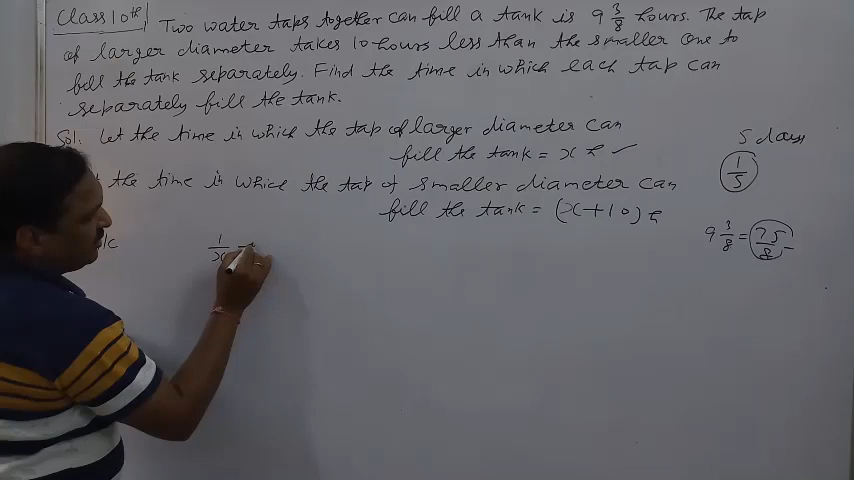 Class 10th Two water taps together can fill a tank is 9 3/8 hours. The tap
of larger diameter takes 10 hours less than the smaller one to
fill the tank separately. Find the time in which each tap can
separately fill the tank.
Sol: Let the time in which the tap of larger diameter can
fill the tank = x h ✓
5 days
1/5
the time in which the tap of smaller diameter can
fill the tank = (x+10) h
9 3/8 = 75/8 -
1/x